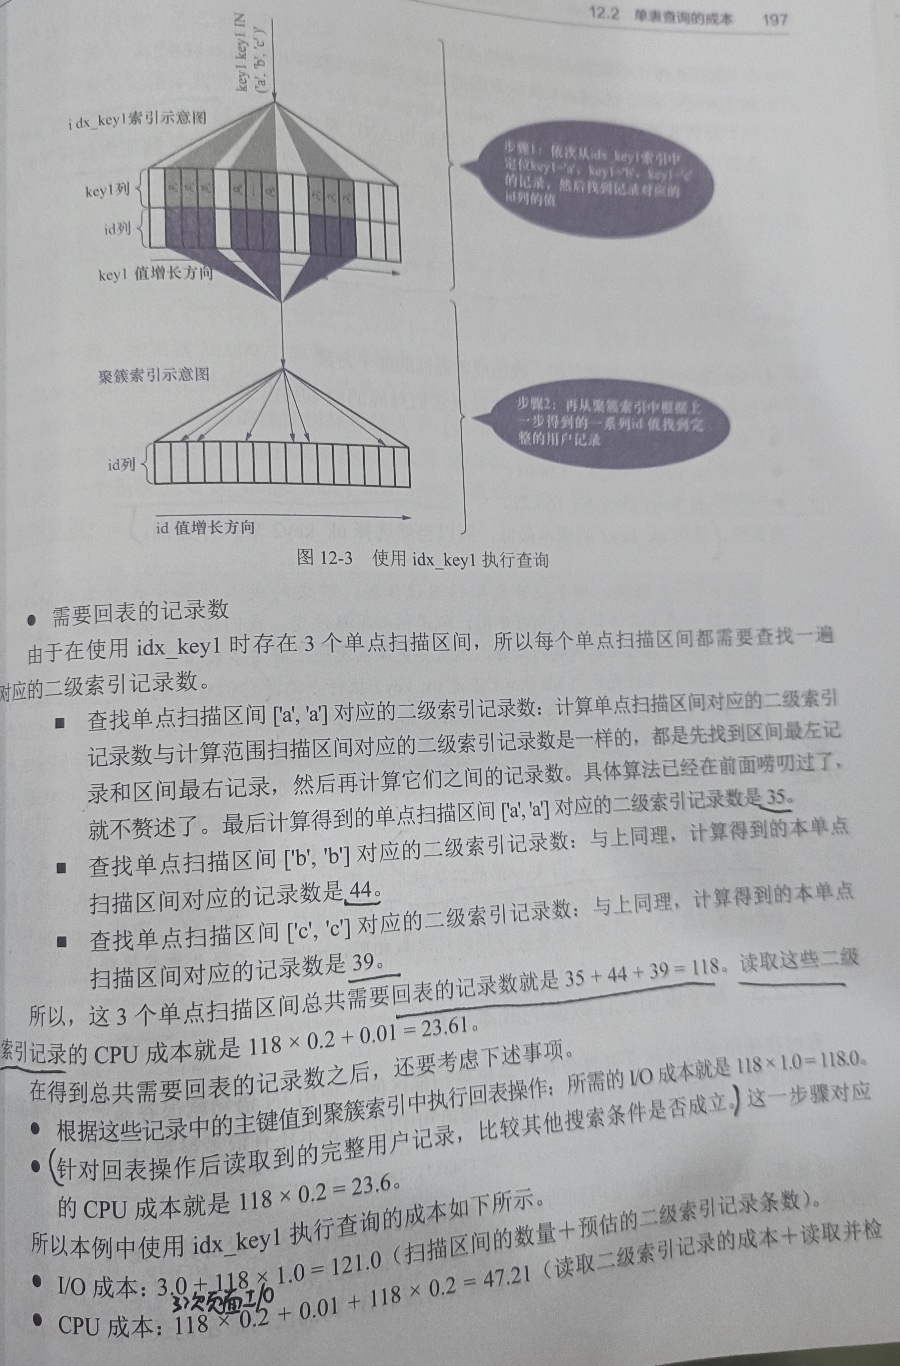 12.2 单表查询的成本 197
key1 key1 IN
('a', 'b', 'c')
idx_key1索引示意图
key1列
id列
key1 值增长方向
步骤1：依次从idx_key1索引中
定位key1='a'、key1='b'、key1='c'
的记录，然后找到记录对应的
id列的值
聚簇索引示意图
id列
id 值增长方向
步骤2：再从聚簇索引中根据上
一步得到的一系列id 值找到完
整的用户记录
图 12-3 使用 idx_key1 执行查询
● 需要回表的记录数
由于在使用 idx_key1 时存在 3 个单点扫描区间，所以每个单点扫描区间都需要查找一遍
对应的二级索引记录数。
■ 查找单点扫描区间 ['a', 'a'] 对应的二级索引记录数：计算单点扫描区间对应的二级索引
记录数与计算范围扫描区间对应的二级索引记录数是一样的，都是先找到区间最左记
录和区间最右记录，然后再计算它们之间的记录数。具体算法已经在前面唠叨过了，
就不赘述了。最后计算得到的单点扫描区间 ['a', 'a'] 对应的二级索引记录数是 35。
■ 查找单点扫描区间 ['b', 'b'] 对应的二级索引记录数：与上同理，计算得到的本单点
扫描区间对应的记录数是 44。
■ 查找单点扫描区间 ['c', 'c'] 对应的二级索引记录数：与上同理，计算得到的本单点
扫描区间对应的记录数是 39。
所以，这 3 个单点扫描区间总共需要回表的记录数就是 35 + 44 + 39 = 118。读取这些二级
索引记录的 CPU 成本就是 118 × 0.2 + 0.01 = 23.61。
在得到总共需要回表的记录数之后，还要考虑下述事项。
● 根据这些记录中的主键值到聚簇索引中执行回表操作；所需的 I/O 成本就是 118 × 1.0 = 118.0。
● (针对回表操作后读取到的完整用户记录，比较其他搜索条件是否成立。) 这一步骤对应
的 CPU 成本就是 118 × 0.2 = 23.6。
所以本例中使用 idx_key1 执行查询的成本如下所示。
● I/O 成本：3.0 + 118 × 1.0 = 121.0（扫描区间的数量＋预估的二级索引记录条数）。
3次页面I/O
● CPU 成本：118 × 0.2 + 0.01 + 118 × 0.2 = 47.21（读取二级索引记录的成本＋读取并检